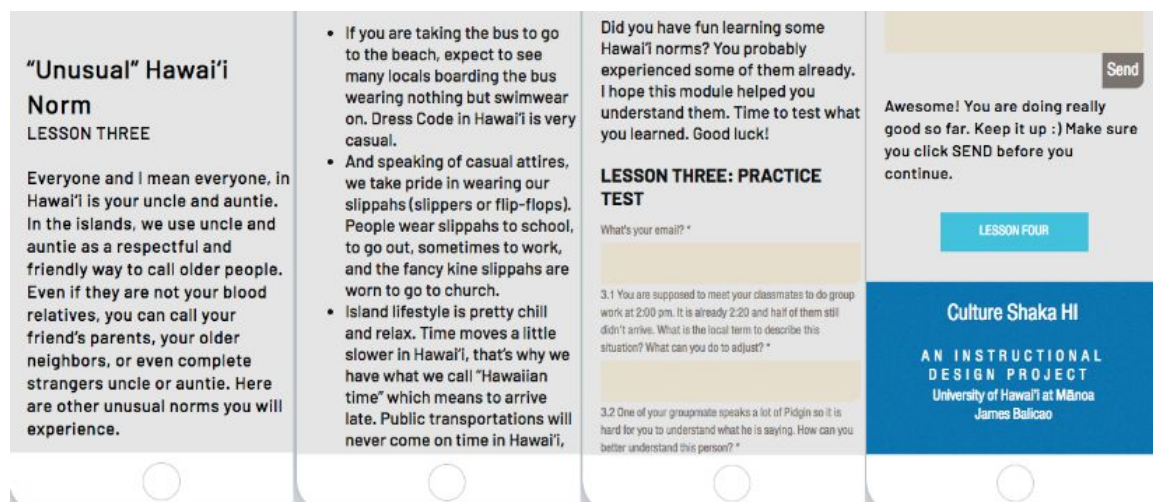 “Unusual” Hawai‘i
Norm
LESSON THREE
Everyone and I mean everyone, in
Hawai‘i is your uncle and auntie.
In the islands, we use uncle and
auntie as a respectful and
friendly way to call older people.
Even if they are not your blood
relatives, you can call your
friend’s parents, your older
neighbors, or even complete
strangers uncle or auntie. Here
are other unusual norms you will
experience.
• If you are taking the bus to go
to the beach, expect to see
many locals boarding the bus
wearing nothing but swimwear
on. Dress Code in Hawai‘i is very
casual.
• And speaking of casual attires,
we take pride in wearing our
slippahs (slippers or flip-flops).
People wear slippahs to school,
to go out, sometimes to work,
and the fancy kine slippahs are
worn to go to church.
• Island lifestyle is pretty chill
and relax. Time moves a little
slower in Hawai‘i, that’s why we
have what we call “Hawaiian
time” which means to arrive
late. Public transportations will
never come on time in Hawai‘i,
Did you have fun learning some
Hawai‘i norms? You probably
experienced some of them already.
I hope this module helped you
understand them. Time to test what
you learned. Good luck!
LESSON THREE: PRACTICE
TEST
What's your email? *
3.1 You are supposed to meet your classmates to do group
work at 2:00 pm. It is already 2:20 and half of them still
didn't arrive. What is the local term to describe this
situation? What can you do to adjust? *
3.2 One of your groupmate speaks a lot of Pidgin so it is
hard for you to understand what he is saying. How can you
better understand this person? *
Send
Awesome! You are doing really
good so far. Keep it up :) Make sure
you click SEND before you
continue.
LESSON FOUR
Culture Shaka HI
AN INSTRUCTIONAL
DESIGN PROJECT
University of Hawai‘i at Mānoa
James Balicao